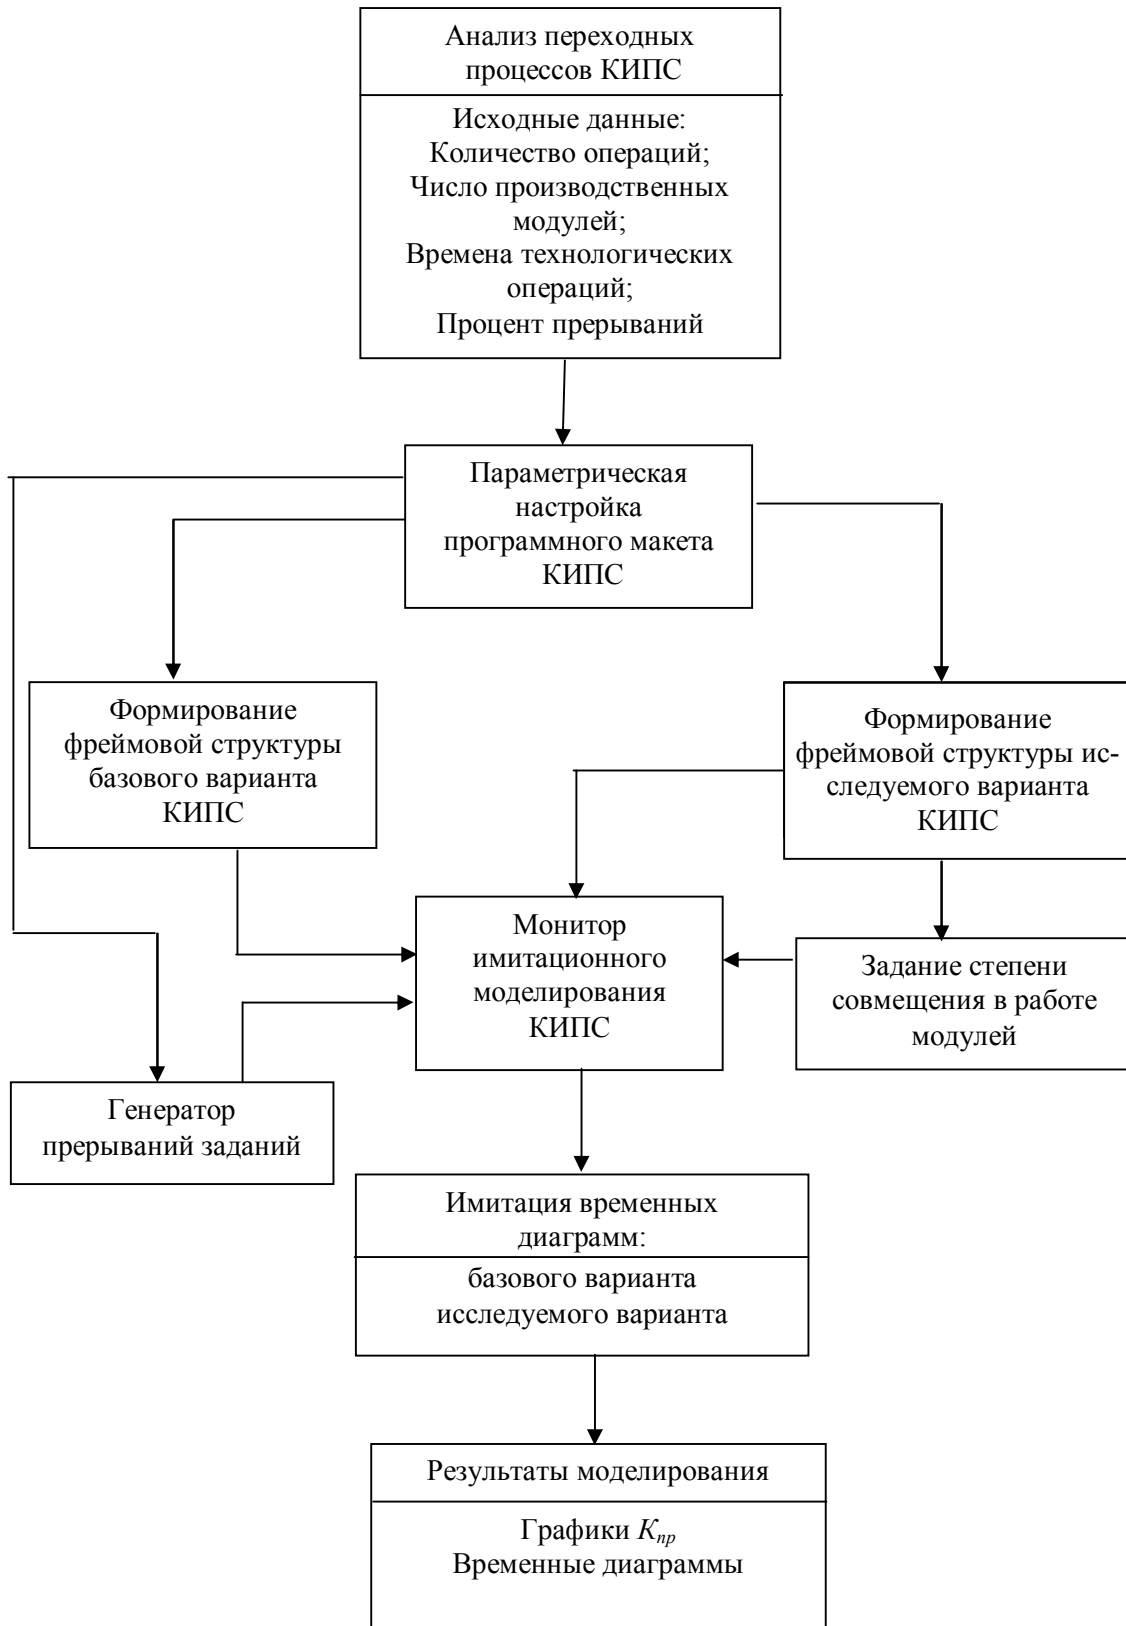 Анализ переходных
процессов КИПС
Исходные данные:
Количество операций;
Число производственных
модулей;
Времена технологических
операций;
Процент прерываний
Параметрическая
настройка
программного макета
КИПС
Формирование
фреймовой структуры
базового варианта
КИПС
Формирование
фреймовой структуры ис-
следуемого варианта
КИПС
Монитор
имитационного
моделирования
КИПС
Задание степени
совмещения в работе
модулей
Генератор
прерываний заданий
Имитация временных
диаграмм:
базового варианта
исследуемого варианта
Результаты моделирования
Графики Kпр
Временные диаграммы